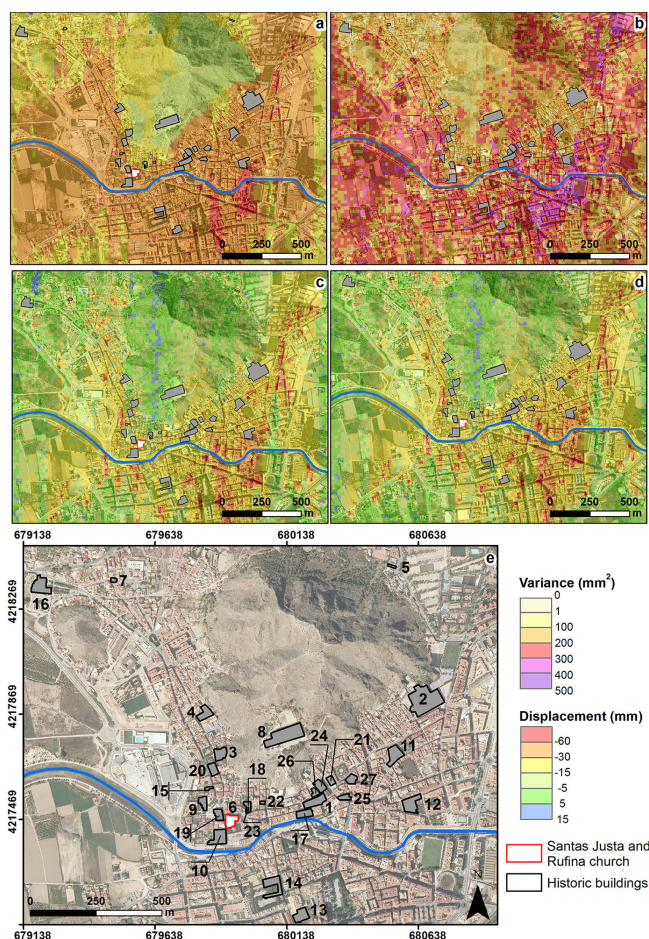 a
b
0 250 500
m
0 250 500
m
c
d
0 250 500
m
0 250 500
m
679138 679638 680138 680638
e
4218269
4217869
4217469
16
7
5
2
4
8
24
21
3
11
26
20
18
27
15
6
22
1
25
12
9
19
23
17
10
14
13
N
0 250 500
m
679138 679638 680138 680638
Variance (mm²)
0
1
100
200
300
400
500
Displacement (mm)
-60
-30
-15
-5
5
15
Santas Justa and
Rufina church
Historic buildings